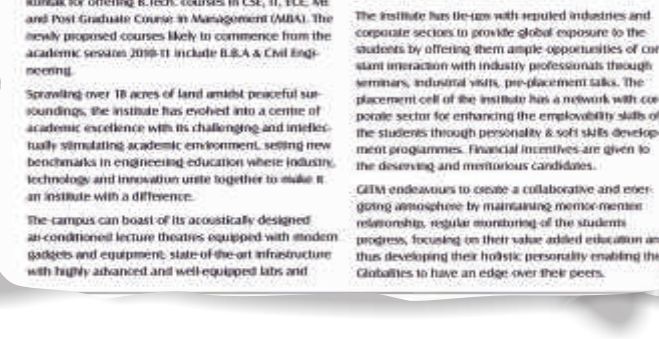 for offering B.Tech. courses in CSE, IT, ECE, ME
and Post Graduate Course in Management (MBA). The
newly proposed courses likely to commence from the
academic session 2010-11 include B.B.A & Civil Engi-
neering.
Sprawling over 18 acres of land amidst peaceful sur-
roundings, the institute has evolved into a centre of
academic excellence with its challenging and intellec-
tually stimulating academic environment, setting new
benchmarks in engineering education where industry,
technology and innovation unite together to make it
an institute with a difference.
The campus can boast of its acoustically designed
air-conditioned lecture theatres equipped with modern
gadgets and equipment, state-of-the-art infrastructure
with highly advanced and well-equipped labs and
The institute has tie-ups with reputed industries and
corporate sectors to provide global exposure to the
students by offering them ample opportunities of con
stant interaction with industry professionals through
seminars, industrial visits, pre-placement talks. The
placement cell of the institute has a network with cor
porate sector for enhancing the employability skills of
the students through personality & soft skills develop
ment programmes. Financial incentives are given to
the deserving and meritorious candidates.
GITM endeavours to create a collaborative and ener-
gizing atmosphere by maintaining mentor-mentee
relationship, regular monitoring of the students
progress, focusing on their value added education an
thus developing their holistic personality enabling the
Globalites to have an edge over their peers.